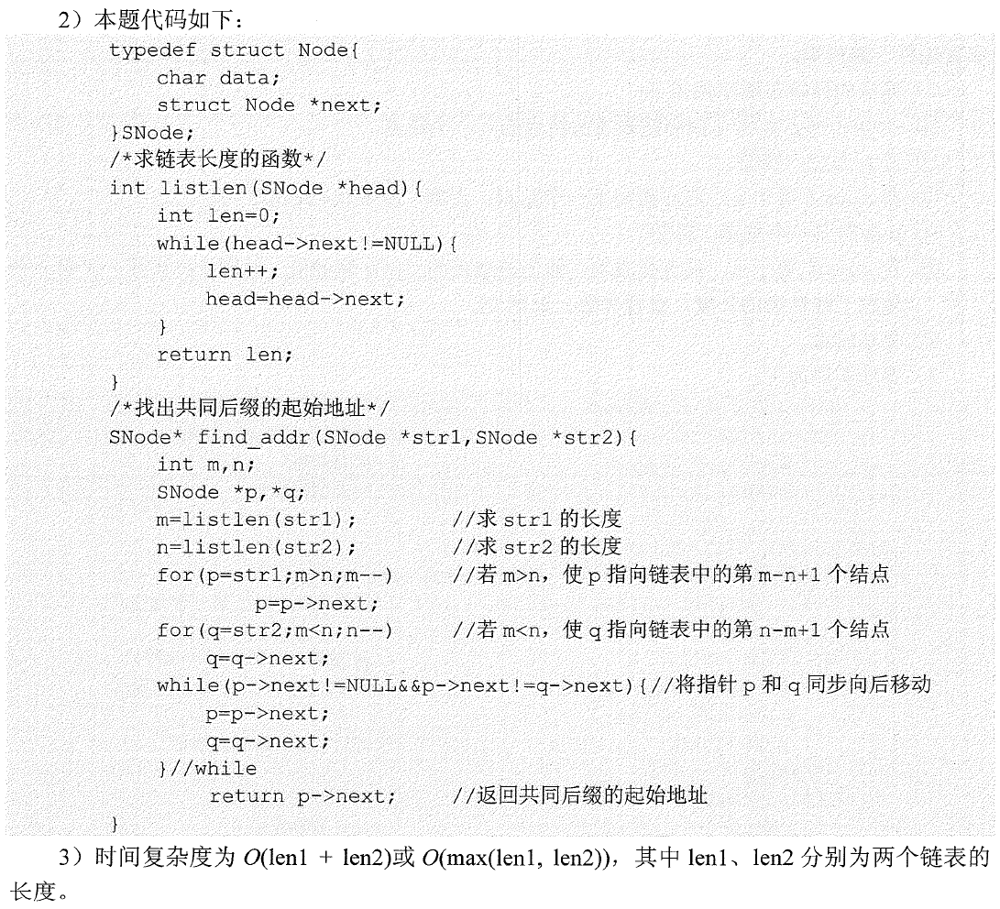 2）本题代码如下：
typedef struct Node{
char data;
struct Node *next;
}SNode;
/*求链表长度的函数*/
int listlen(SNode *head){
int len=0;
while(head->next!=NULL){
len++;
head=head->next;
}
return len;
}
/*找出共同后缀的起始地址*/
SNode* find_addr(SNode *str1,SNode *str2){
int m,n;
SNode *p,*q;
m=listlen(str1); //求 str1 的长度
n=listlen(str2); //求 str2 的长度
for(p=str1;m>n;m--) //若 m>n，使 p 指向链表中的第 m-n+1 个结点
p=p->next;
for(q=str2;m<n;n--) //若 m<n，使 q 指向链表中的第 n-m+1 个结点
q=q->next;
while(p->next!=NULL&&p->next!=q->next){//将指针 p 和 q 同步向后移动
p=p->next;
q=q->next;
}//while
return p->next; //返回共同后缀的起始地址
}
3）时间复杂度为 O(len1 + len2)或 O(max(len1, len2))，其中 len1、len2 分别为两个链表的
长度。